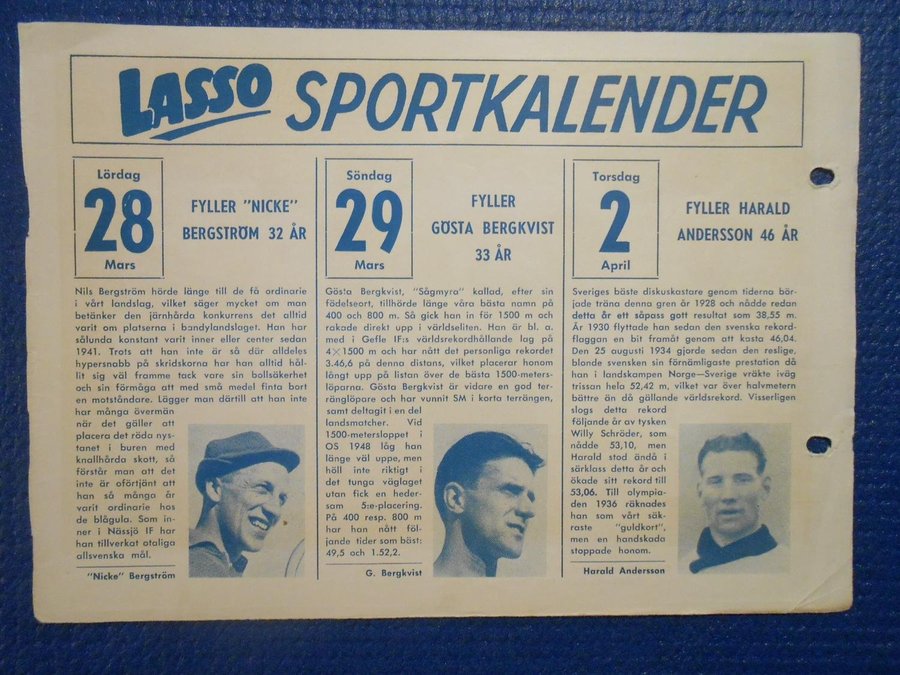 LASSO SPORTKALENDER
Lördag
28
Mars
FYLLER "NICKE"
BERGSTRÖM 32 ÅR
Nils Bergström hörde länge till de få ordinarie
i vårt landslag, vilket säger mycket om man
betänker den järnhårda konkurrens det alltid
varit om platserna i bandylandslaget. Han har
sålunda konstant varit inner eller center sedan
1941. Trots att han inte är så där alldeles
hypersnabb på skridskorna har han alltid hål-
lit sig väl framme tack vare sin bollsäkerhet
och sin förmåga att med små medel finta bort
en motståndare. Lägger man därtill att han inte
har många överman
när det gäller att
placera det röda nys-
tanet i buren med
knallhårda skott, så
förstår man att det
inte är oförtjänt att
han så många år
varit ordinarie hos
de blågula. Som in-
ner i Nässjö IF har
han tillverkat otaliga
allsvenska mål.
"Nicke" Bergström
Söndag
29
Mars
FYLLER
GÖSTA BERGKVIST
33 ÅR
Gösta Bergkvist, "Sågmyra" kallad, efter sin
födelseort, tillhörde länge våra bästa namn på
400 och 800 m. Så gick han in för 1500 m och
rakade direkt upp i världseliten. Han är bl. a.
med i Gefle IF:s världsrekordhållande lag på
4×1500 m och har nått det personliga rekordet
3.46,6 på denna distans, vilket placerar honom
långt upp på listan över de bästa 1500-meters-
löparna. Gösta Bergkvist är vidare en god ter-
ränglöpare och har vunnit SM i korta terrängen,
samt deltagit i en del
landsmatcher. Vid
1500-metersloppet i
OS 1948 låg han
länge väl uppe, men
höll inte riktigt i
det tunga väglaget
utan fick en heder-
sam 5:e-placering.
På 400 resp. 800 m
har han nått föl-
jande tider som bäst:
49,5 och 1.52,2.
G. Bergkvist
Torsdag
2
April
FYLLER HARALD
ANDERSSON 46 ÅR
Sveriges bäste diskuskastare genom tiderna bör-
jade träna denna gren år 1928 och nådde redan
detta år ett såpass gott resultat som 38,55 m.
År 1930 flyttade han sedan den svenska rekord-
flaggan en bit framåt genom att kasta 46,04.
Den 25 augusti 1934 gjorde sedan den reslige,
blonde svensken sin förnämligaste prestation då
han i landskampen Norge—Sverige vräkte iväg
trissan hela 52,42 m, vilket var över halvmetern
bättre än då gällande världsrekord. Visserligen
slogs detta rekord
följande år av tysken
Willy Schröder, som
nådde 53,10, men
Harald stod ändå i
särklass detta år och
ökade sitt rekord till
53,06. Till olympia-
den 1936 räknades
han som vårt säk-
raste "guldkort",
men en handskada
stoppade honom.
Harald Andersson